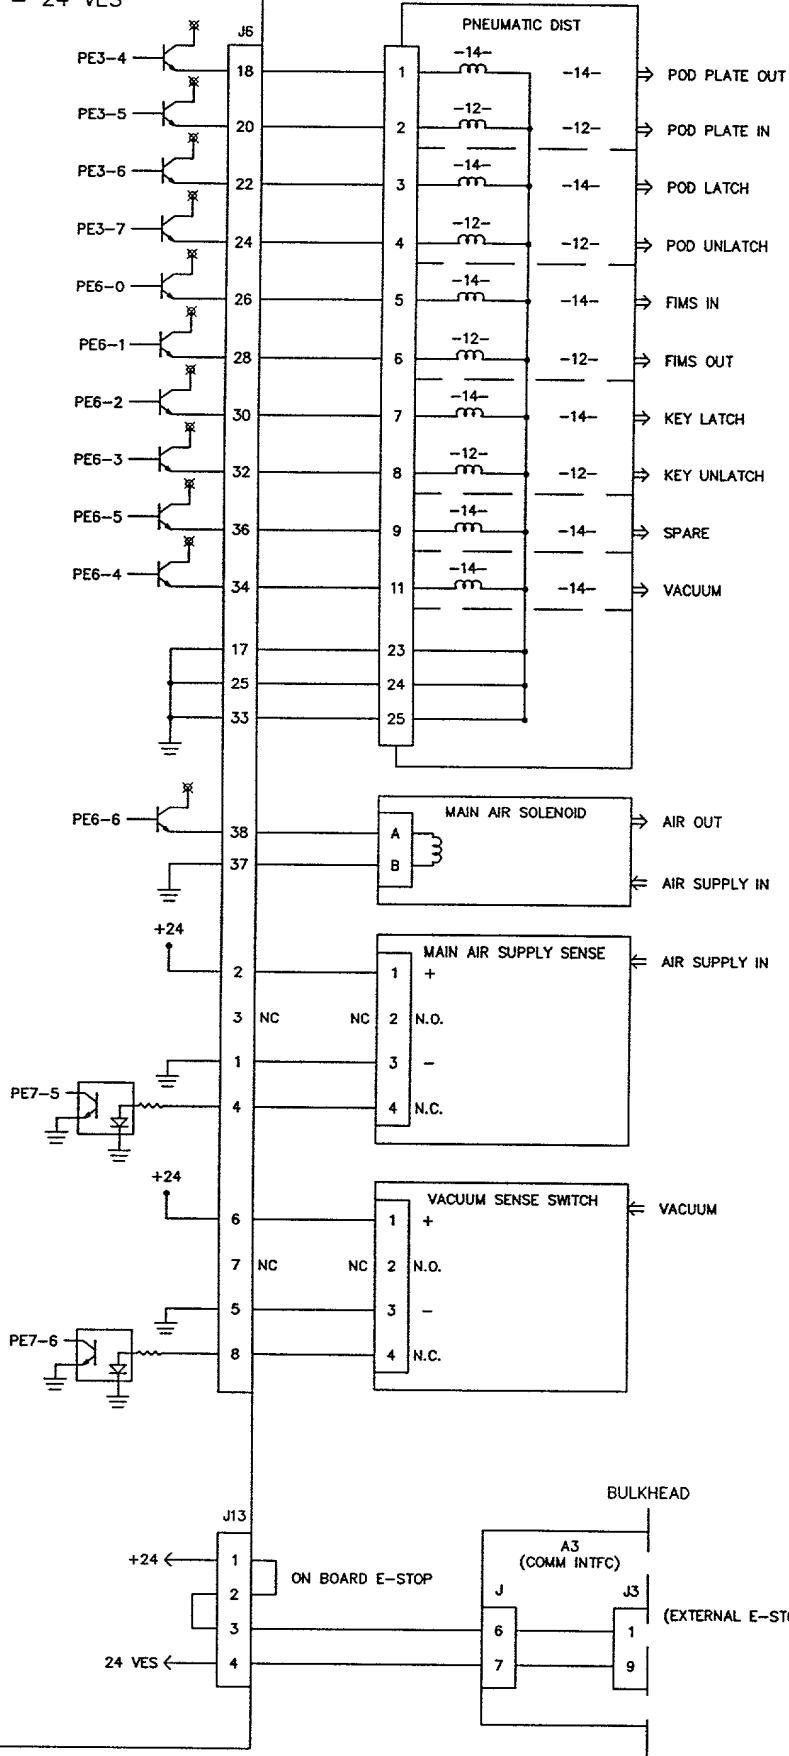 = 24 VES
PNEUMATIC DIST
J6
PE3-4 18 1 -14- -14- POD PLATE OUT
PE3-5 20 2 -12- -12- POD PLATE IN
PE3-6 22 3 -14- -14- POD LATCH
PE3-7 24 4 -12- -12- POD UNLATCH
PE6-0 26 5 -14- -14- FIMS IN
PE6-1 28 6 -12- -12- FIMS OUT
PE6-2 30 7 -14- -14- KEY LATCH
PE6-3 32 8 -12- -12- KEY UNLATCH
PE6-5 36 9 -14- -14- SPARE
PE6-4 34 11 -14- -14- VACUUM
17 23
25 24
33 25
MAIN AIR SOLENOID
PE6-6 38 A AIR OUT
37 B AIR SUPPLY IN
+24
MAIN AIR SUPPLY SENSE AIR SUPPLY IN
2 1 +
3 NC NC 2 N.O.
1 3 -
PE7-5 4 4 N.C.
+24
VACUUM SENSE SWITCH VACUUM
6 1 +
7 NC NC 2 N.O.
5 3 -
PE7-6 8 4 N.C.
BULKHEAD
J13
A3
(COMM INTFC)
+24 1
ON BOARD E-STOP
2 J J3
3 6 1 (EXTERNAL E-STO
24 VES 4 7 9